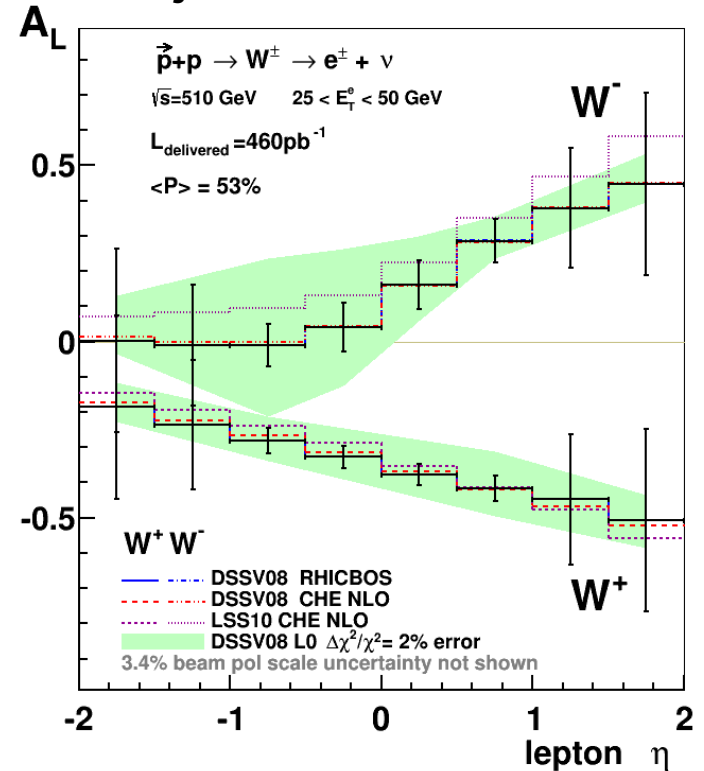 A_L
p⃗+p → W± → e± + ν
√s=510 GeV 25 < E_T^e < 50 GeV
L_delivered =460pb^-1
<P> = 53%
W^-
0.5
0
-0.5
W^+ W^-
DSSV08 RHICBOS
DSSV08 CHE NLO
LSS10 CHE NLO
DSSV08 L0 Δχ²/χ²= 2% error
3.4% beam pol scale uncertainty not shown
W^+
-2 -1 0 1 2
lepton η